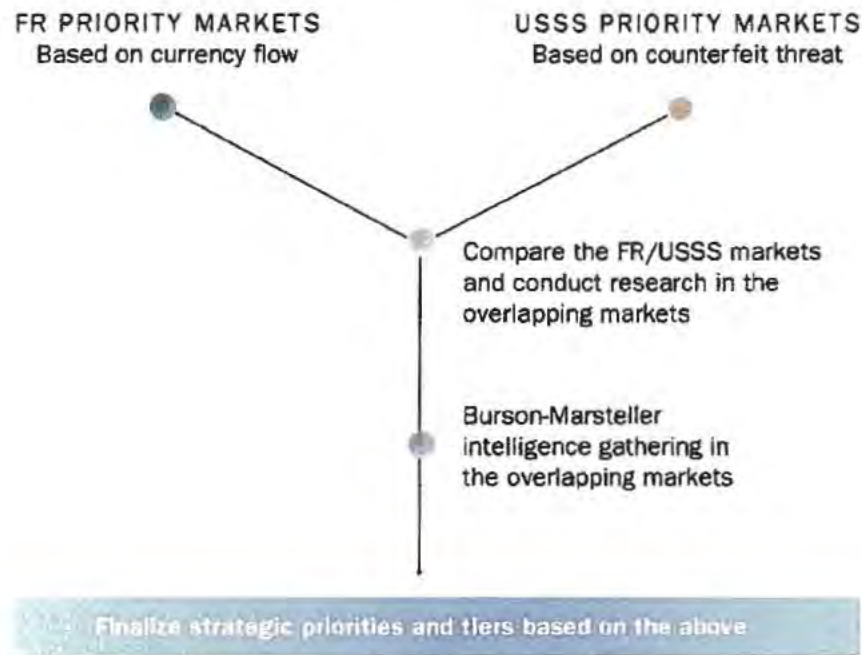 FR PRIORITY MARKETS
Based on currency flow
USSS PRIORITY MARKETS
Based on counterfeit threat
Compare the FR/USSS markets
and conduct research in the
overlapping markets
Burson-Marsteller
intelligence gathering in
the overlapping markets
Finalize strategic priorities and tiers based on the above